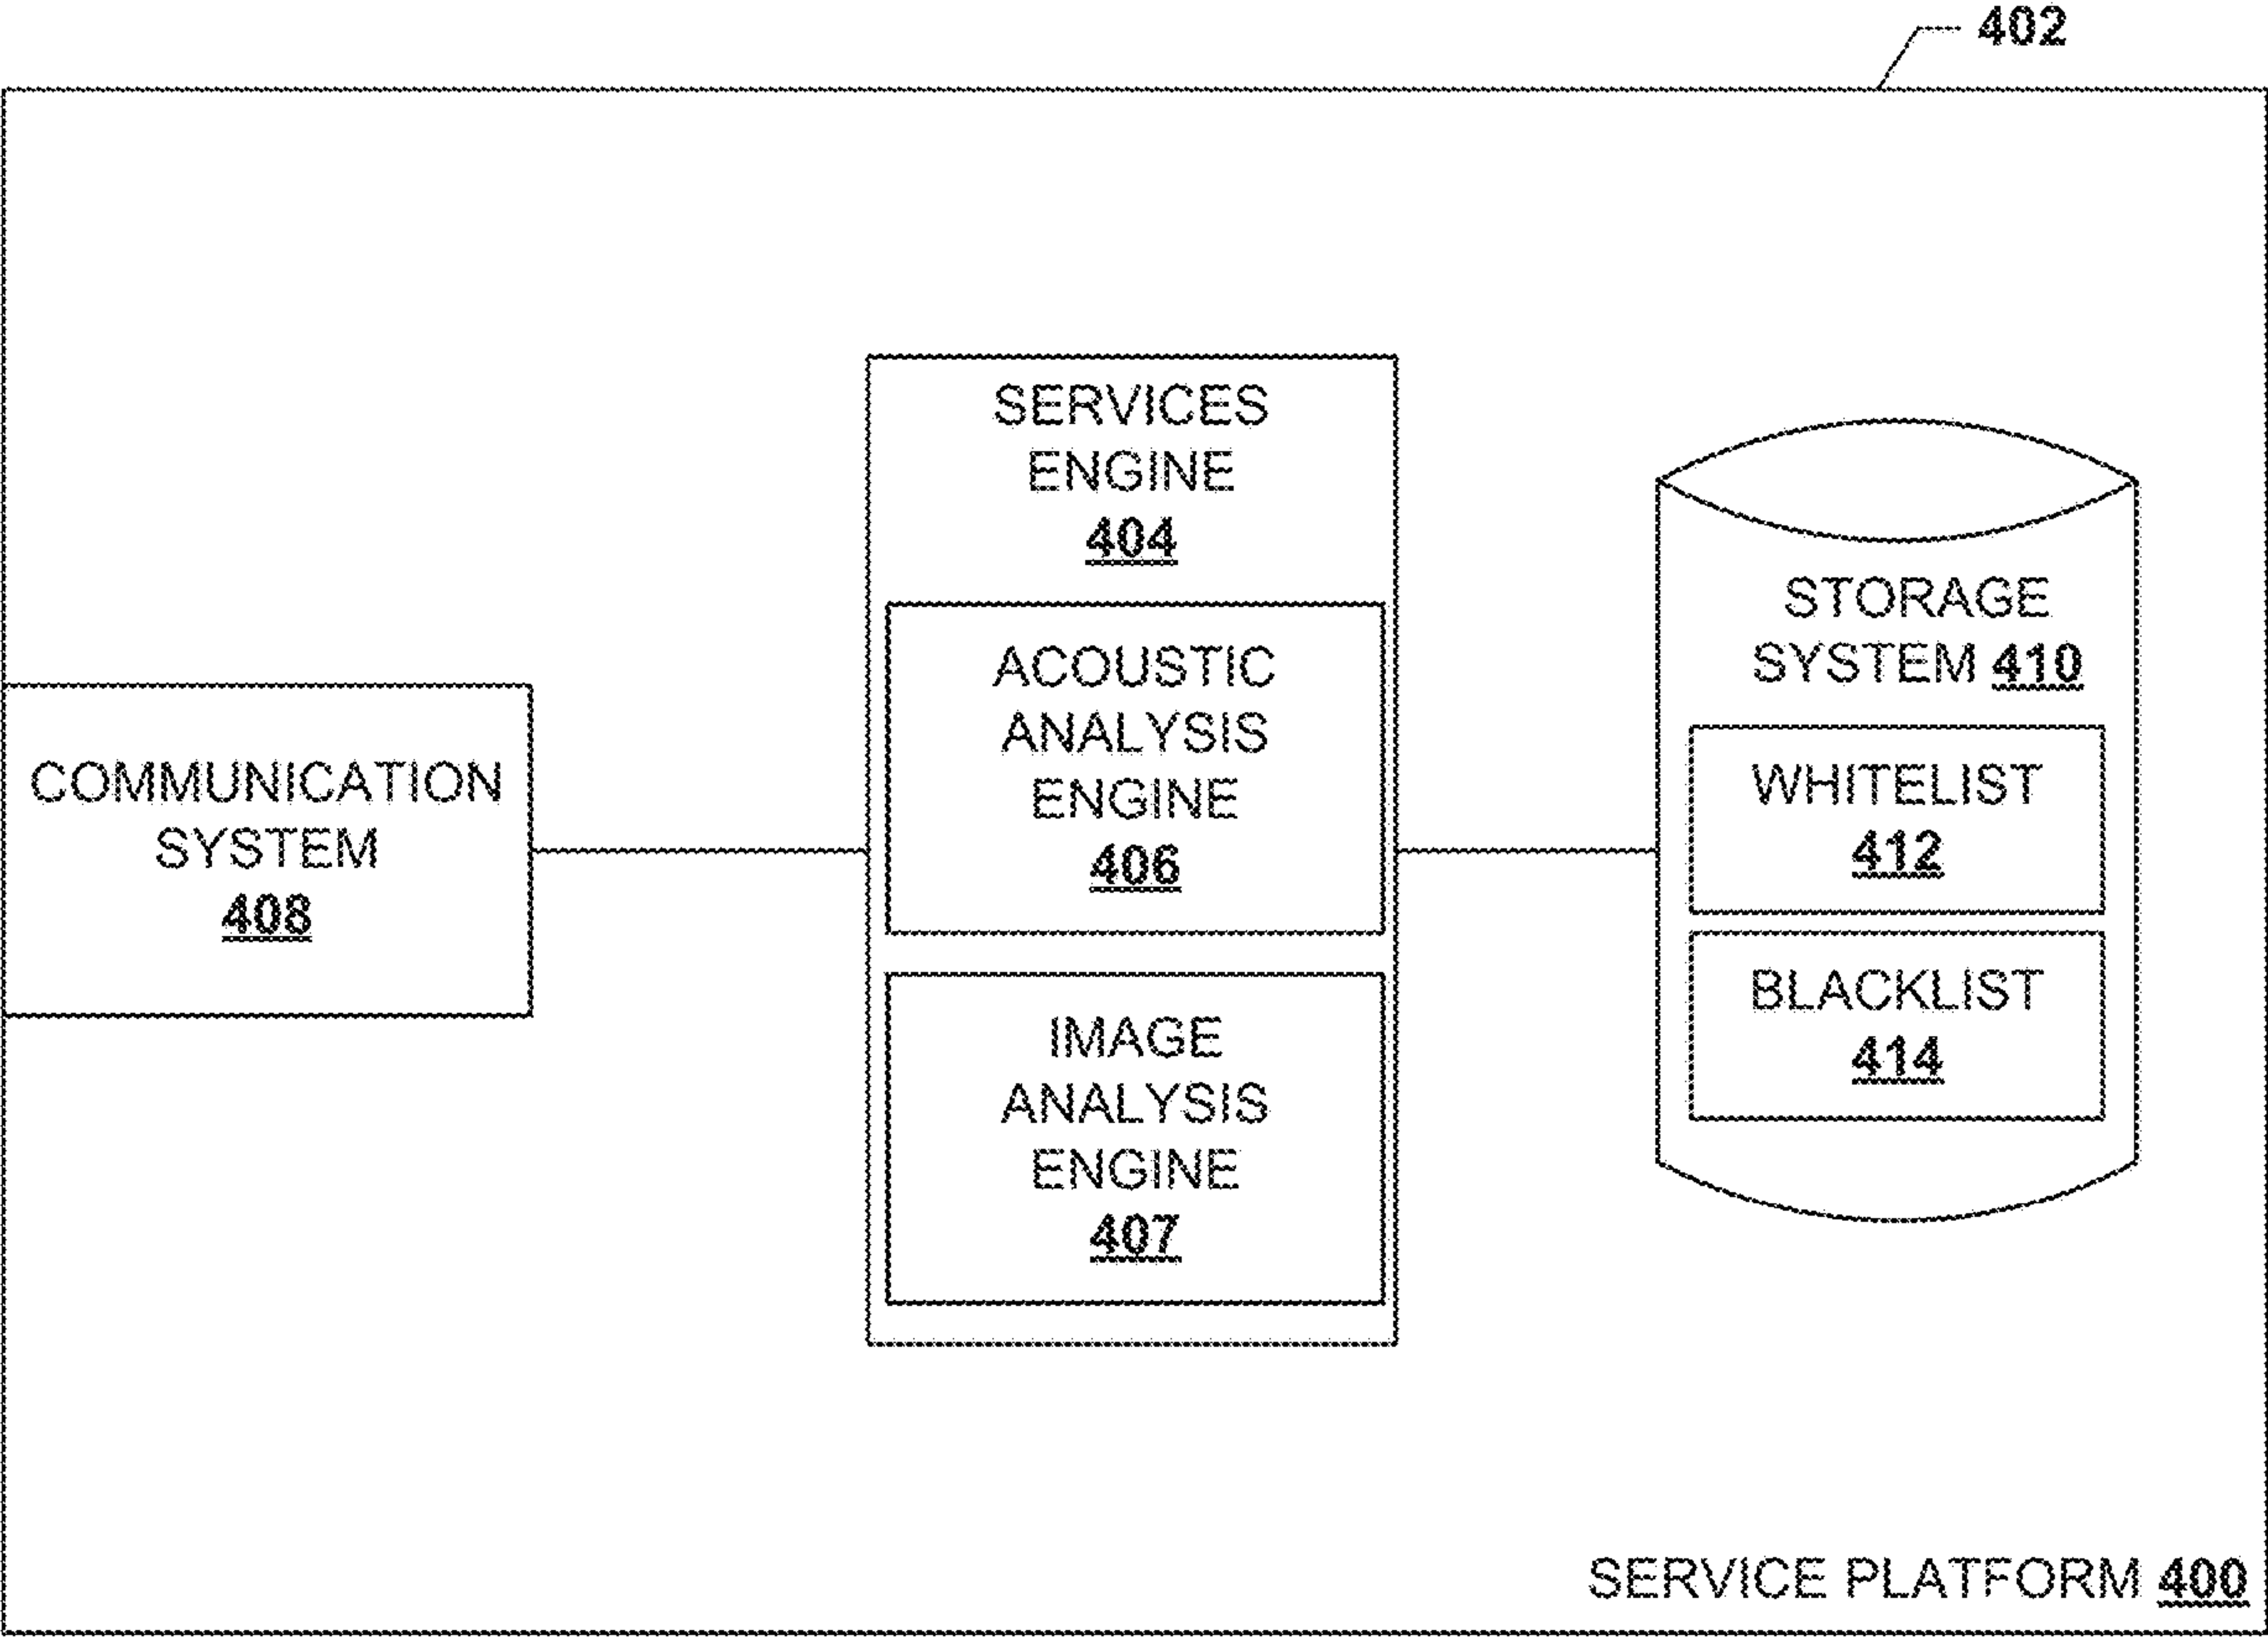 402
SERVICES
ENGINE
404
ACOUSTIC
ANALYSIS
ENGINE
406
IMAGE
ANALYSIS
ENGINE
407
COMMUNICATION
SYSTEM
408
STORAGE
SYSTEM 410
WHITELIST
412
BLACKLIST
414
SERVICE PLATFORM 400